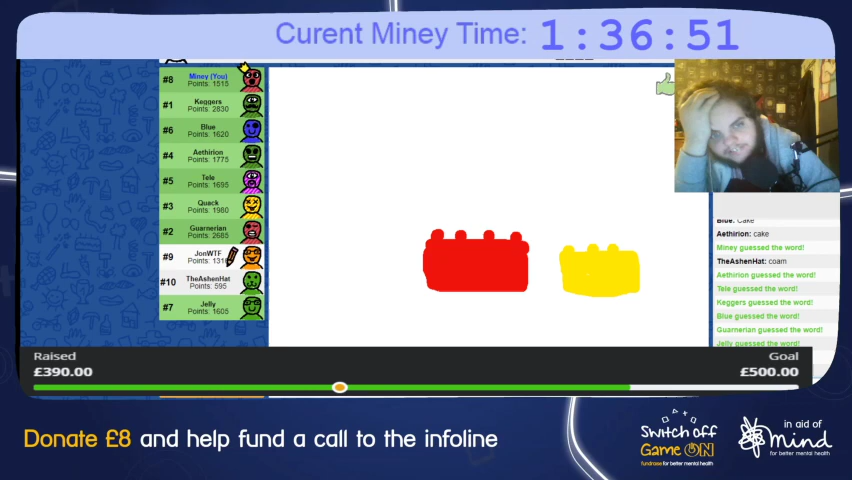 Curent Miney Time: 1:36:51
#8 Miney (You)
Points: 1515
#1 Keggers
Points: 2830
#6 Blue
Points: 1620
#4 Aethirion
Points: 1775
#5 Tele
Points: 1695
#3 Quack
Points: 1980
#2 Guarnerian
Points: 2685
#9 JonWTF
Points: 131
#10 TheAshenHat
Points: 595
#7 Jelly
Points: 1605
Blue: Cake
Aethirion: cake
Miney guessed the word!
TheAshenHat: coam
Aethirion guessed the word!
Tele guessed the word!
Keggers guessed the word!
Blue guessed the word!
Guarnerian guessed the word!
Jelly guessed the word!
Raised
£390.00
Goal
£500.00
Donate £8 and help fund a call to the infoline
Switch off
Game ON
fundraise for better mental health
in aid of
mind
for better mental health